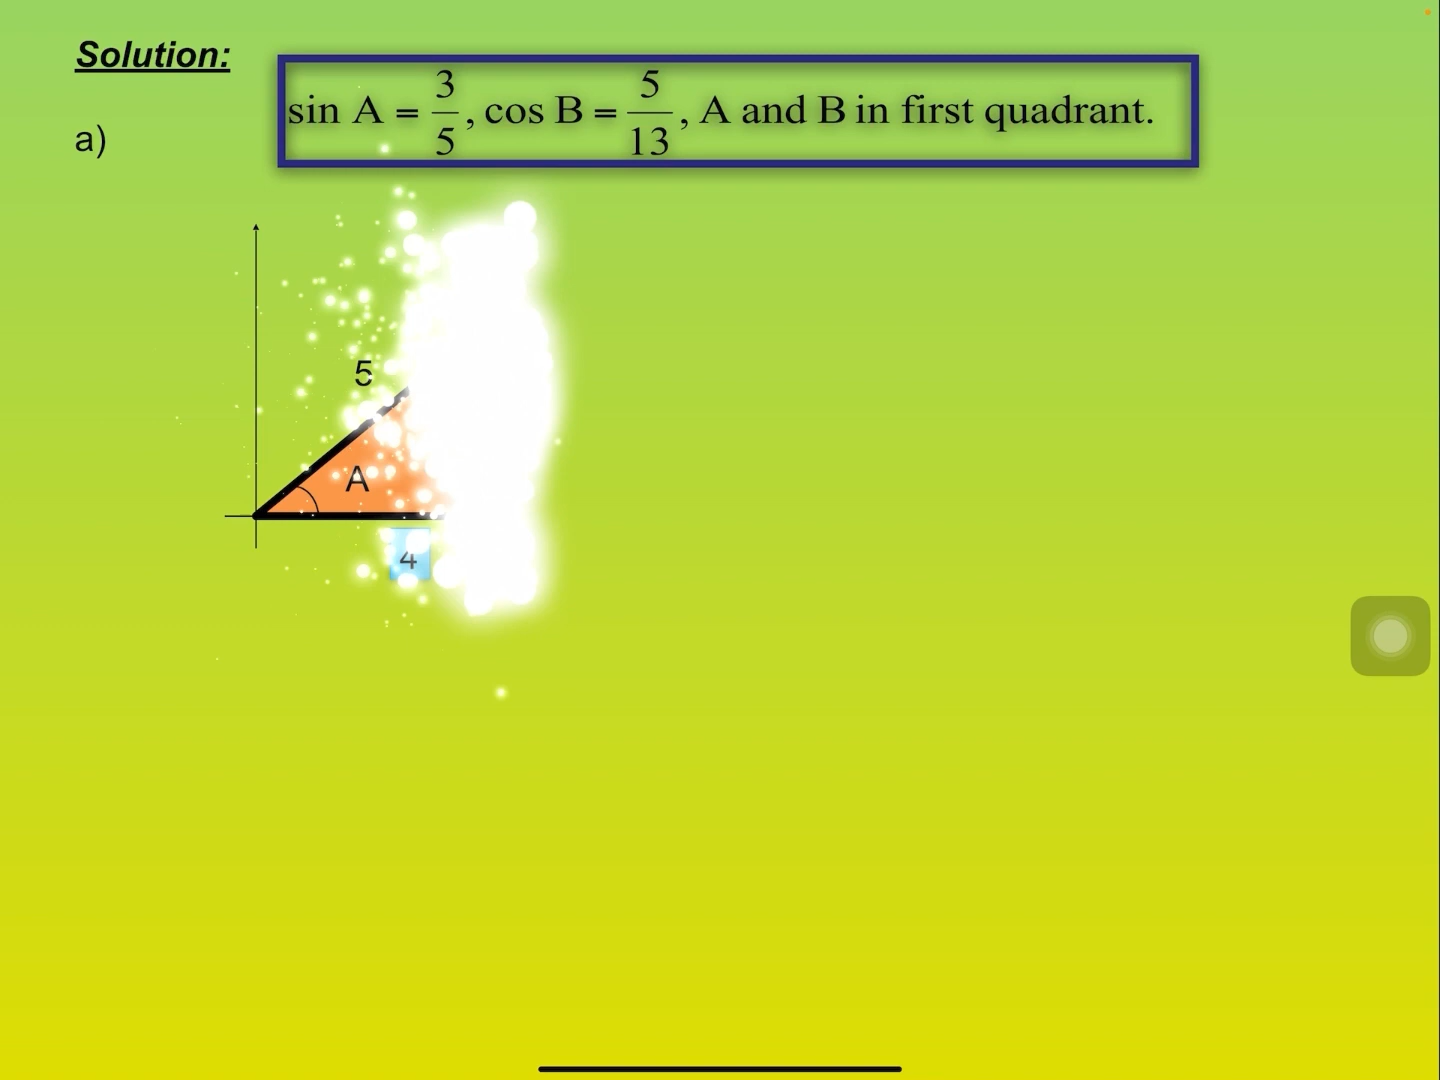 Solution:
sin A = 3/5, cos B = 5/13, A and B in first quadrant.
a)
5
A
4